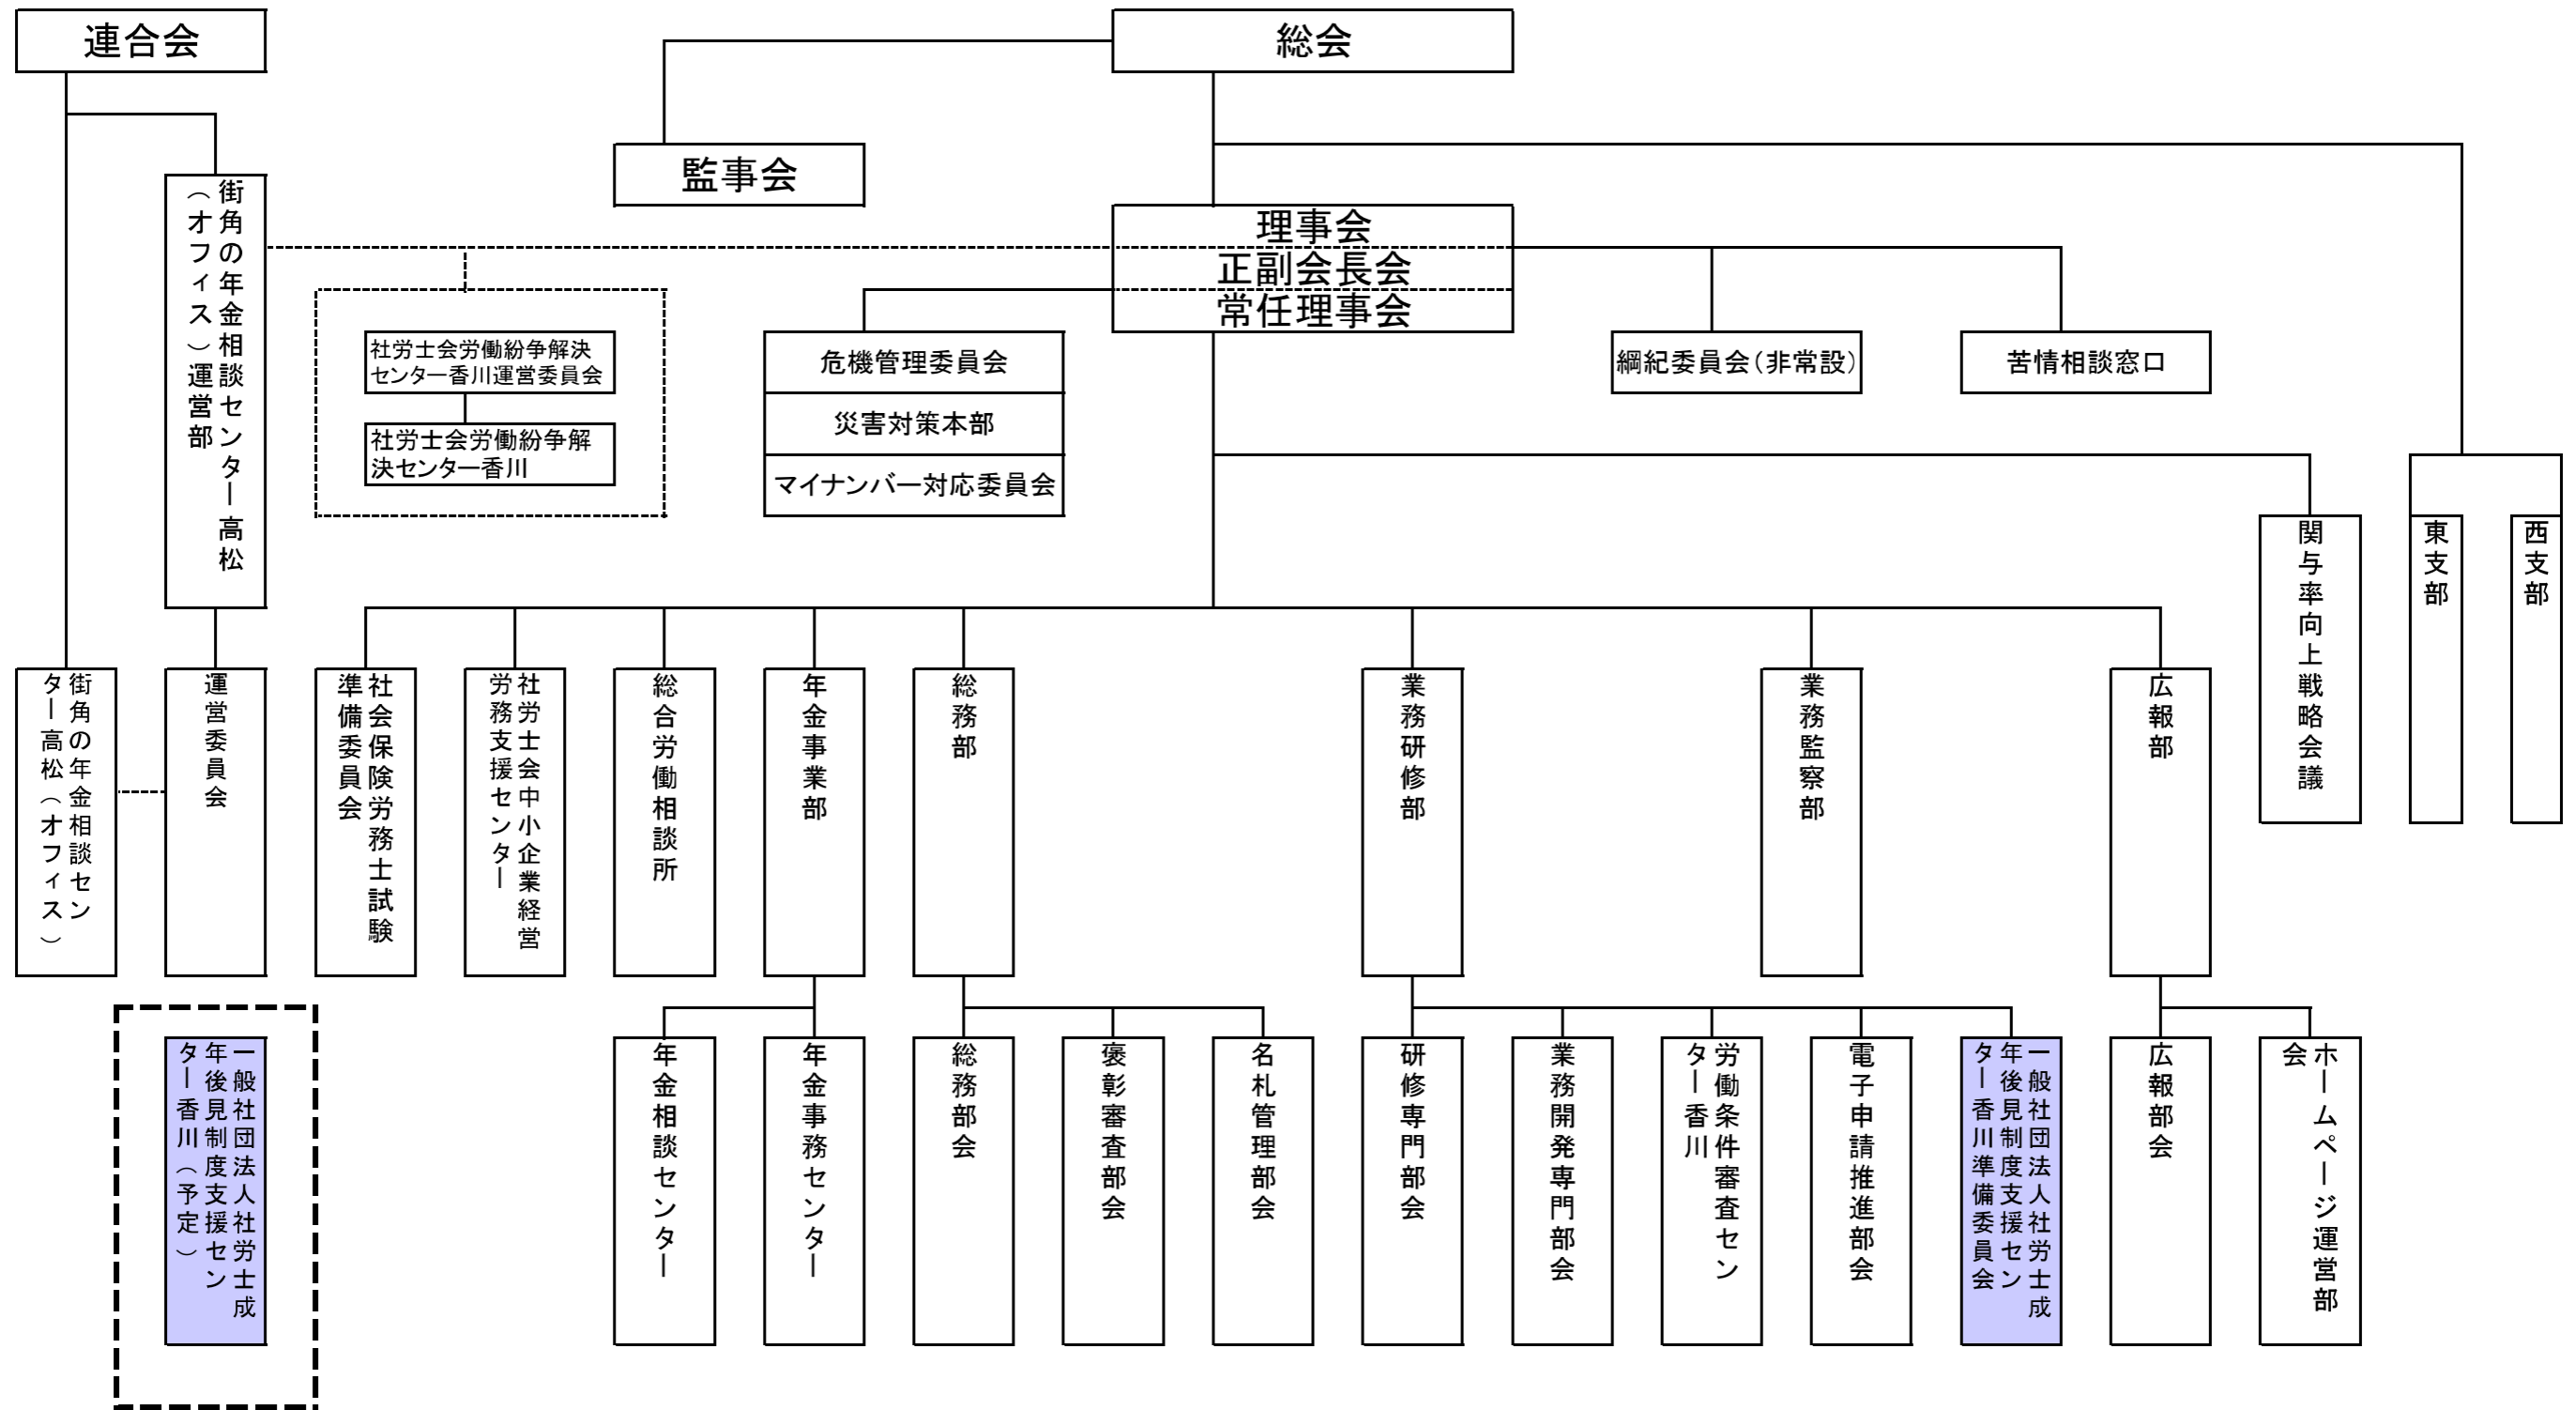 連合会
総会
監事会
街角の年金相談センター高松
（オフィス）運営部
理事会
正副会長会
常任理事会
社労士会労働紛争解決
センター香川運営委員会
社労士会労働紛争解
決センター香川
危機管理委員会
災害対策本部
マイナンバー対応委員会
綱紀委員会（非常設）
苦情相談窓口
関与率向上戦略会議
東支部
西支部
街角の年金相談セン
ター高松（オフィス）
運営委員会
社会保険労務士試験
準備委員会
社労士会中小企業経営
労務支援センター
総合労働相談所
年金事業部
総務部
業務研修部
業務監察部
広報部
一般社団法人社労士成
年後見制度支援セン
ター香川（予定）
年金相談センター
年金事務センター
総務部会
褒彰審査部会
名札管理部会
研修専門部会
業務開発専門部会
労働条件審査セン
ター香川
電子申請推進部会
一般社団法人社労士成
年後見制度支援セン
ター香川準備委員会
広報部会
ホームページ運営部
会